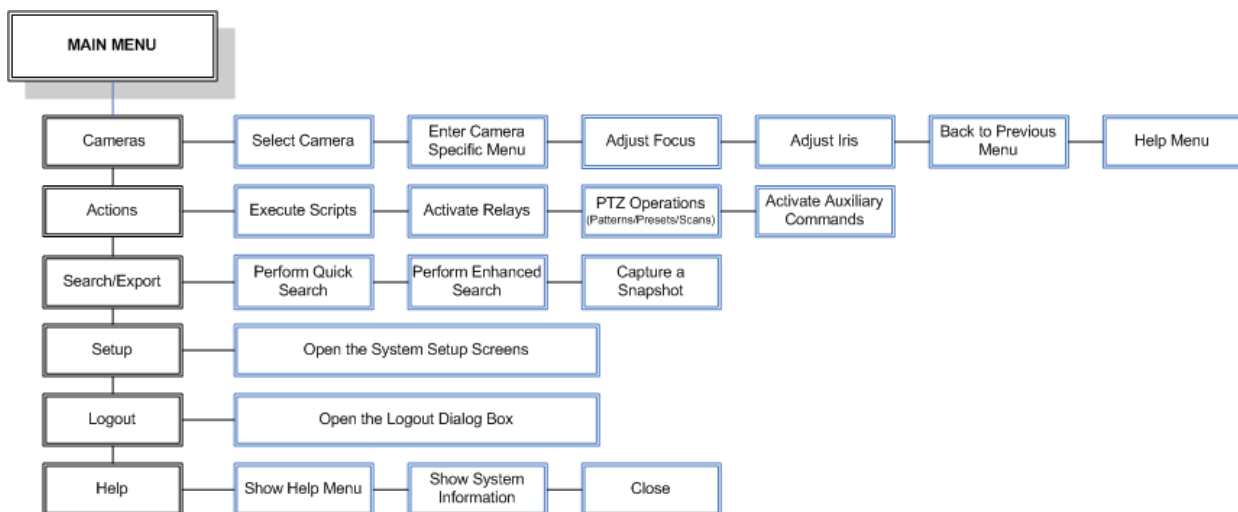 MAIN MENU
Cameras
Select Camera
Enter Camera
Specific Menu
Adjust Focus
Adjust Iris
Back to Previous
Menu
Help Menu
Actions
Execute Scripts
Activate Relays
PTZ Operations
(Patterns/Presets/Scans)
Activate Auxiliary
Commands
Search/Export
Perform Quick
Search
Perform Enhanced
Search
Capture a
Snapshot
Setup
Open the System Setup Screens
Logout
Open the Logout Dialog Box
Help
Show Help Menu
Show System
Information
Close